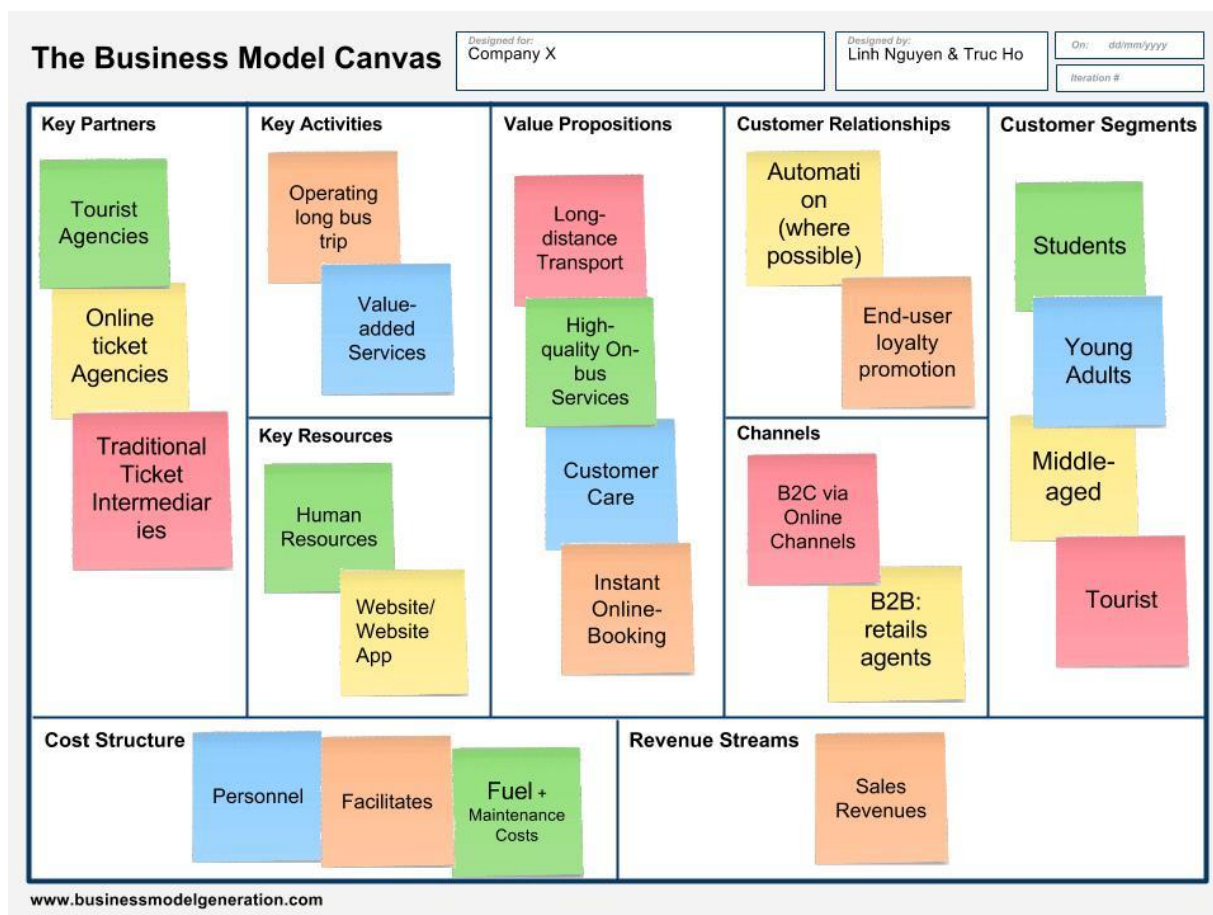 The Business Model Canvas
Designed for:
Company X
Designed by:
Linh Nguyen & Truc Ho
On: dd/mm/yyyy
Iteration #
Key Partners
Tourist
Agencies
Online
ticket
Agencies
Traditional
Ticket
Intermediar
ies
Key Activities
Operating
long bus
trip
Value-
added
Services
Key Resources
Human
Resources
Website/
Website
App
Value Propositions
Long-
distance
Transport
High-
quality On-
bus
Services
Customer
Care
Instant
Online-
Booking
Customer Relationships
Automati
on
(where
possible)
End-user
loyalty
promotion
Channels
B2C via
Online
Channels
B2B:
retails
agents
Customer Segments
Students
Young
Adults
Middle-
aged
Tourist
Cost Structure
Personnel
Facilitates
Fuel +
Maintenance
Costs
Revenue Streams
Sales
Revenues
www.businessmodelgeneration.com